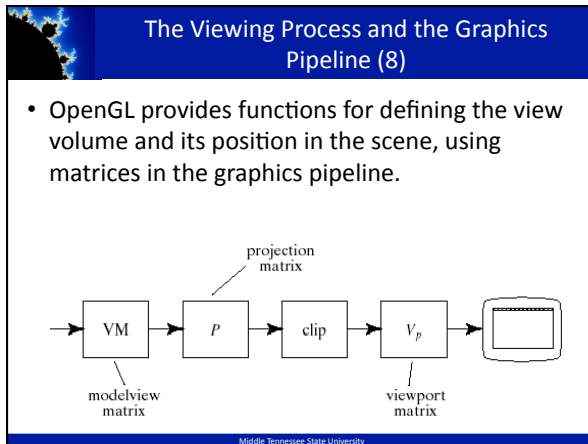 The Viewing Process and the Graphics
Pipeline (8)
• OpenGL provides functions for defining the view
volume and its position in the scene, using
matrices in the graphics pipeline.
projection
matrix
VM
P
clip
Vp
modelview
matrix
viewport
matrix
Middle Tennessee State University